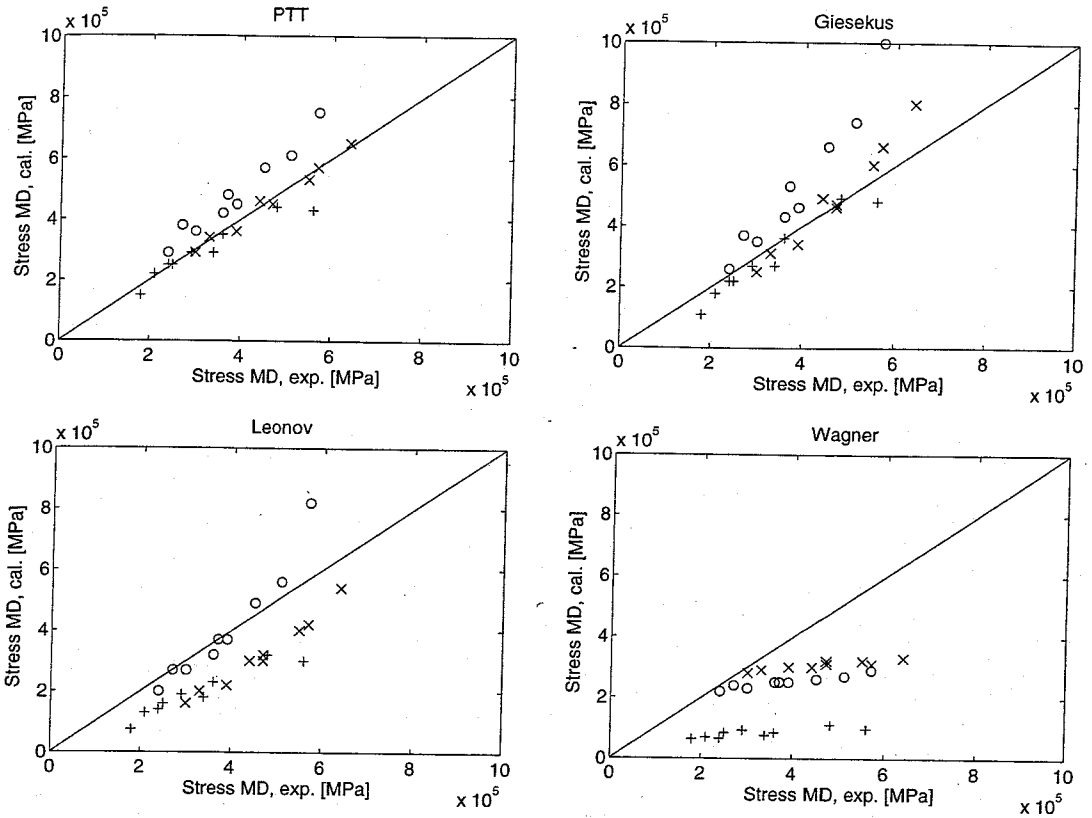 PTT
x 10^5
10
8
6
4
2
0
Stress MD, cal. [MPa]
0 2 4 6 8 10
Stress MD, exp. [MPa]
x 10^5
Giesekus
x 10^5
10
8
6
4
2
0
Stress MD, cal. [MPa]
0 2 4 6 8 10
Stress MD, exp. [MPa]
x 10^5
Leonov
x 10^5
10
8
6
4
2
0
Stress MD, cal. [MPa]
0 2 4 6 8 10
Stress MD, exp. [MPa]
x 10^5
Wagner
x 10^5
10
8
6
4
2
0
Stress MD, cal. [MPa]
0 2 4 6 8 10
Stress MD, exp. [MPa]
x 10^5